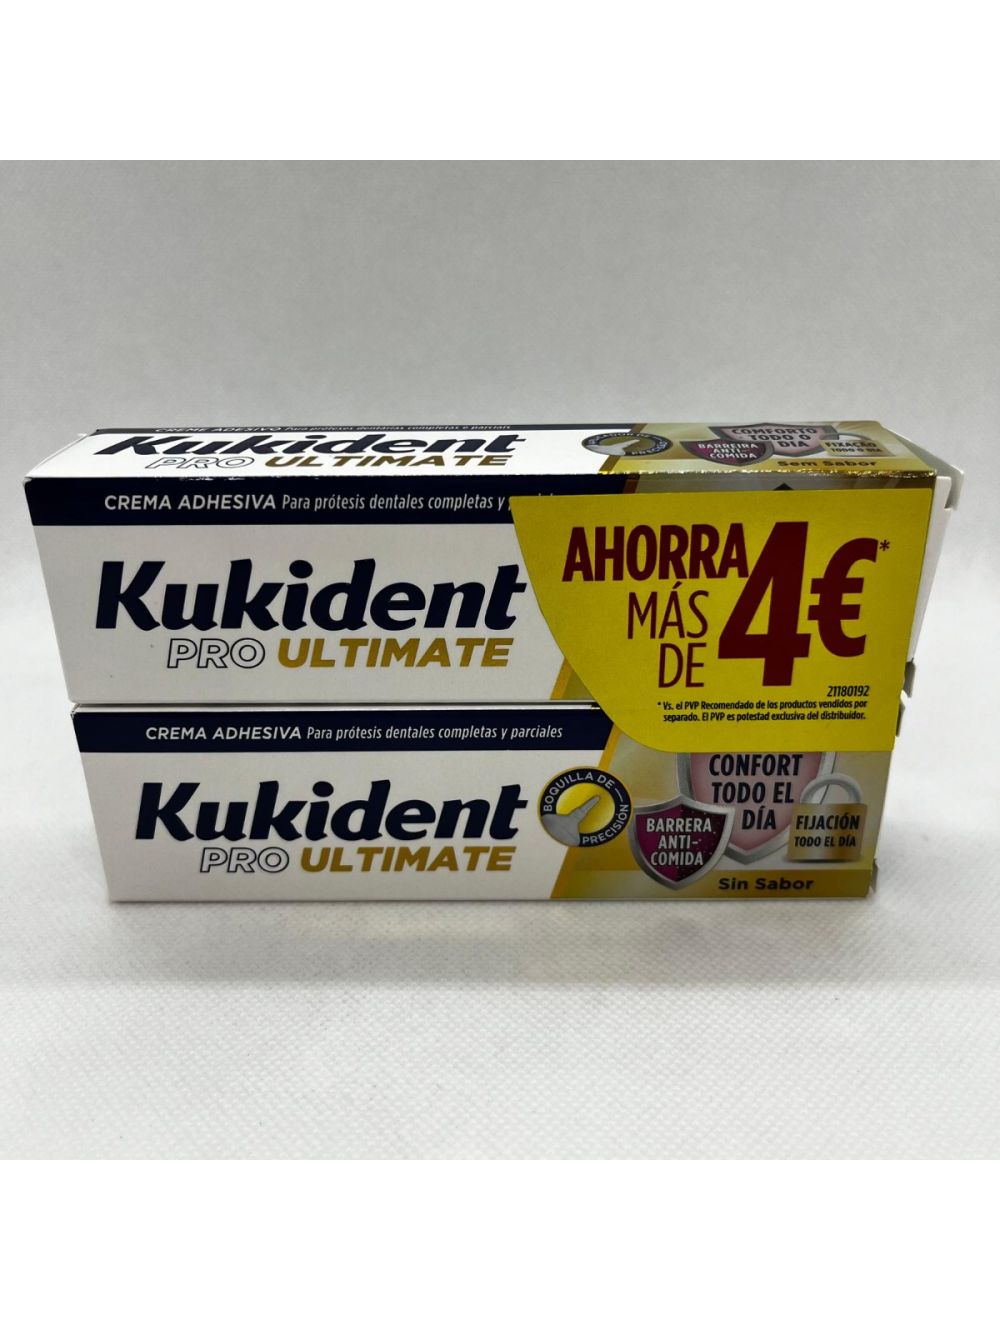 CREME ADESIVO Para próteses dentárias completas e parciais
Kukident
PRO ULTIMATE
BARREIRA
ANTI-
COMIDA
CONFORTO
TODO O
DIA
FIXAÇÃO
TODO O DIA
Sem Sabor
CREMA ADHESIVA Para prótesis dentales completas y
Kukident
PRO ULTIMATE
AHORRA
MÁS
DE
4€*
21180192
* Vs. el PVP Recomendado de los productos vendidos por
separado. El PVP es potestad exclusiva del distribuidor.
CREMA ADHESIVA Para prótesis dentales completas y parciales
Kukident
PRO ULTIMATE
BOQUILLA DE
PRECISIÓN
BARRERA
ANTI-
COMIDA
CONFORT
TODO EL
DÍA
FIJACIÓN
TODO EL DÍA
Sin Sabor